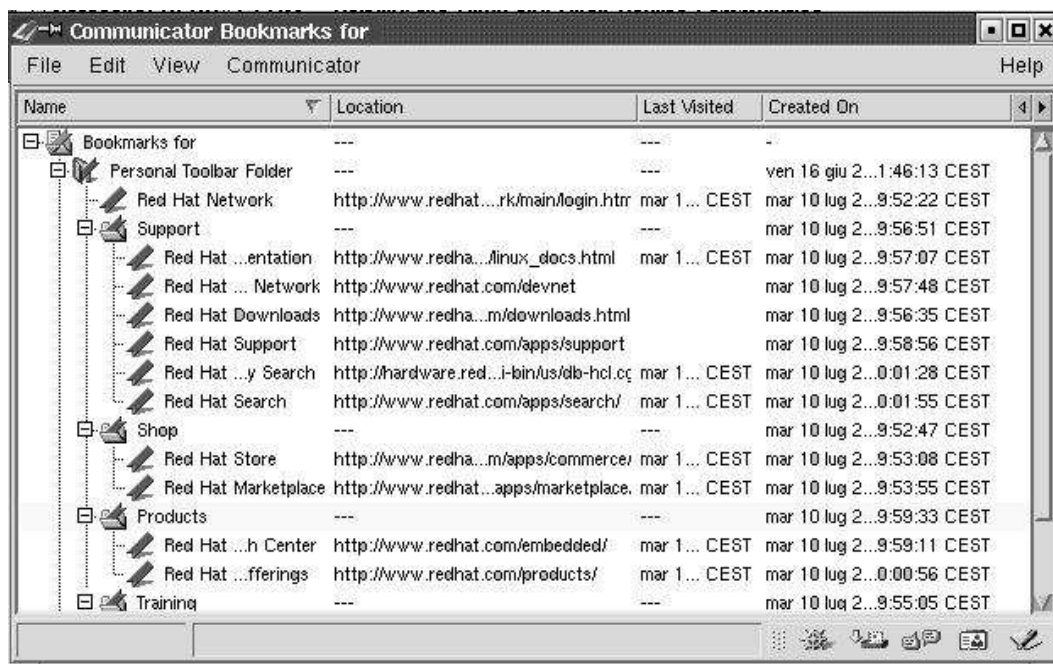 Communicator Bookmarks for
File Edit View Communicator Help
Name Location Last Visited Created On
Bookmarks for --- --- -
Personal Toolbar Folder --- --- ven 16 giu 2...1:46:13 CEST
Red Hat Network http://www.redhat....rk/main/login.htm mar 1... CEST mar 10 lug 2...9:52:22 CEST
Support --- --- mar 10 lug 2...9:56:51 CEST
Red Hat ...entation http://www.redha.../linux_docs.html mar 1... CEST mar 10 lug 2...9:57:07 CEST
Red Hat ... Network http://www.redhat.com/devnet mar 10 lug 2...9:57:48 CEST
Red Hat Downloads http://www.redha...m/downloads.html mar 10 lug 2...9:56:35 CEST
Red Hat Support http://www.redhat.com/apps/support mar 10 lug 2...9:58:56 CEST
Red Hat ...y Search http://hardware.red...i-bin/us/db-hcl.cg mar 1... CEST mar 10 lug 2...0:01:28 CEST
Red Hat Search http://www.redhat.com/apps/search/ mar 1... CEST mar 10 lug 2...0:01:55 CEST
Shop --- --- mar 10 lug 2...9:52:47 CEST
Red Hat Store http://www.redha...m/apps/commerce/ mar 1... CEST mar 10 lug 2...9:53:08 CEST
Red Hat Marketplace http://www.redhat...apps/marketplace. mar 1... CEST mar 10 lug 2...9:53:55 CEST
Products --- --- mar 10 lug 2...9:59:33 CEST
Red Hat ...h Center http://www.redhat.com/embedded/ mar 1... CEST mar 10 lug 2...9:59:11 CEST
Red Hat ...fferings http://www.redhat.com/products/ mar 1... CEST mar 10 lug 2...0:00:56 CEST
Training --- --- mar 10 lug 2...9:55:05 CEST